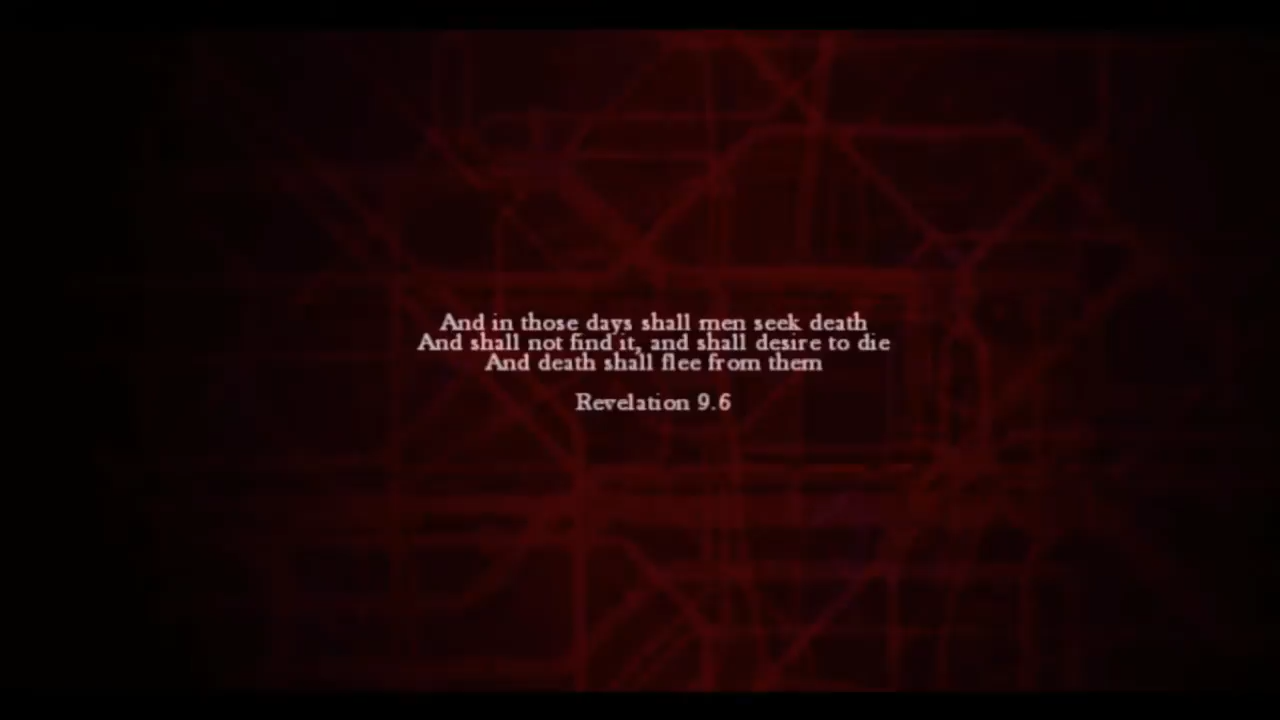 And in those days shall men seek death
And shall not find it, and shall desire to die
And death shall flee from them
Revelation 9.6